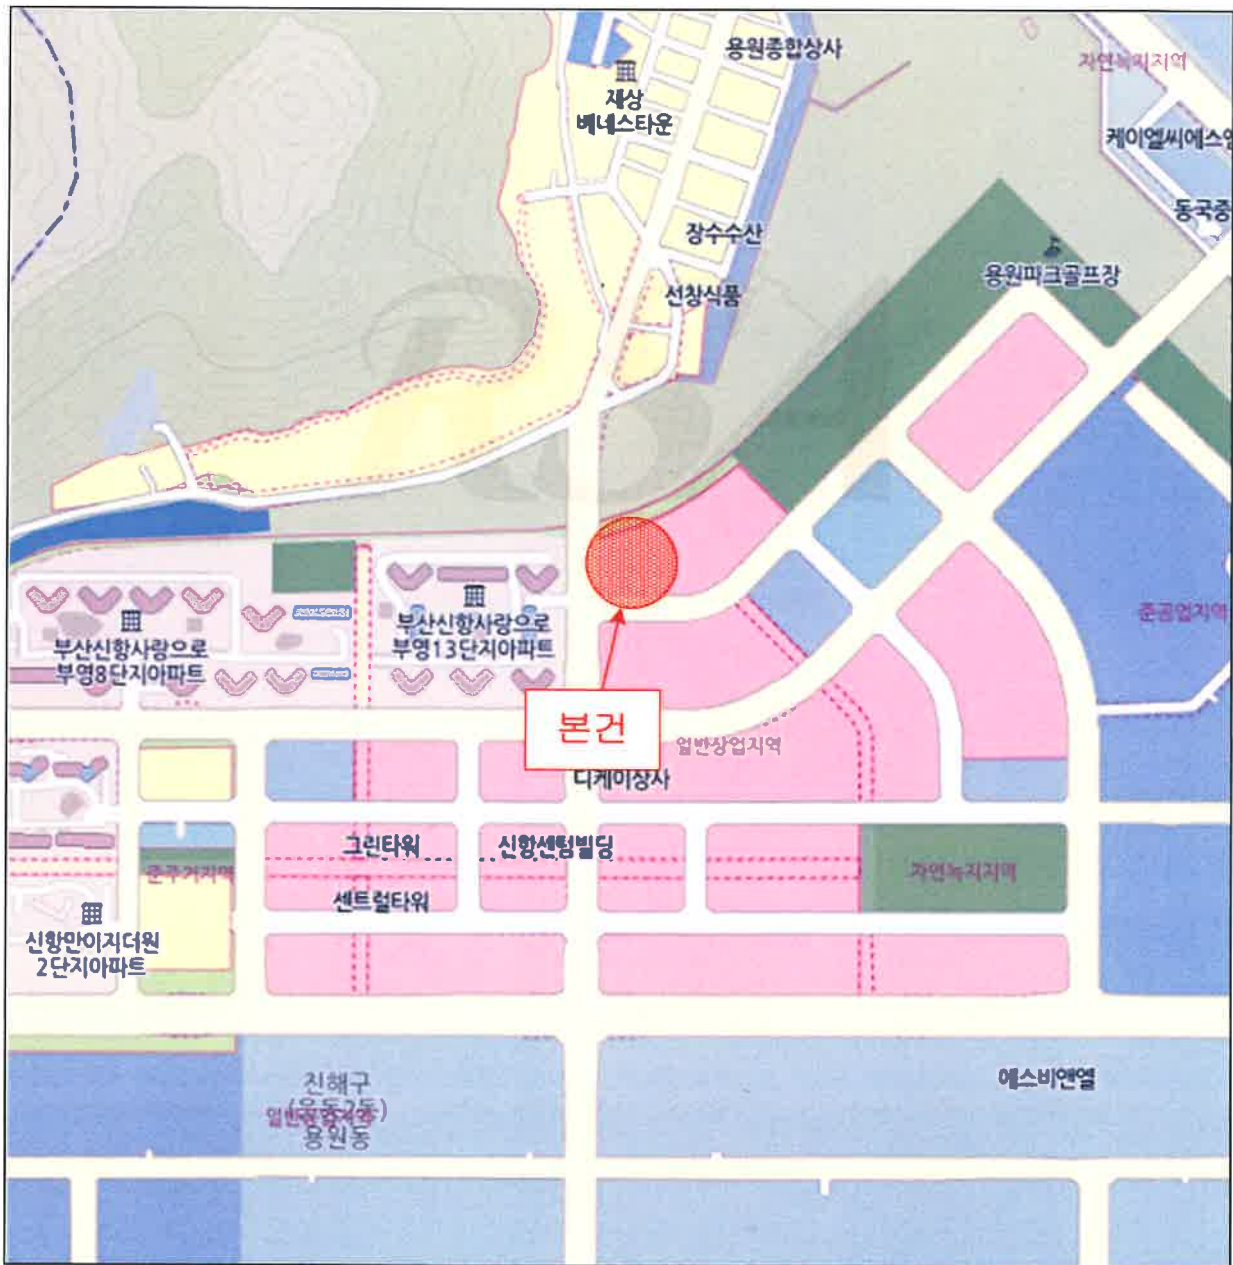 용원종합상사
자연녹지지역
재상
베네스타운
케이엘씨에스엠
동국중
장수수산
용원파크골프장
선창식품
부산신항사랑으로
부영8단지아파트
부산신항사랑으로
부영13단지아파트
준공업지역
본건
일반상업지역
디케이상사
그린타워
신항센텀빌딩
준주거지역
자연녹지지역
센트럴타워
신항만이지더원
2단지아파트
에스비앤엘
진해구
(웅동2동)
일반상업지역
용원동